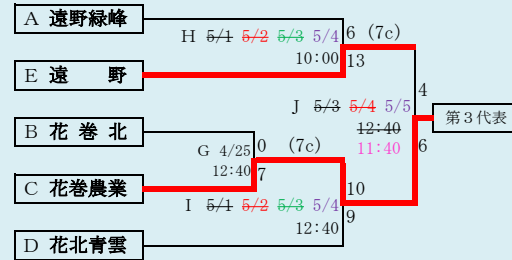 A 遠野緑峰
H 5/1 5/2 5/3 5/4 6 (7c)
10:00 13
E 遠 野
4
J 5/3 5/4 5/5
第3代表
B 花巻北
12:40
G 4/25 0 (7c)
11:40 6
12:40 7
C 花巻農業
10
I 5/1 5/2 5/3 5/4 9
12:40
D 花北青雲